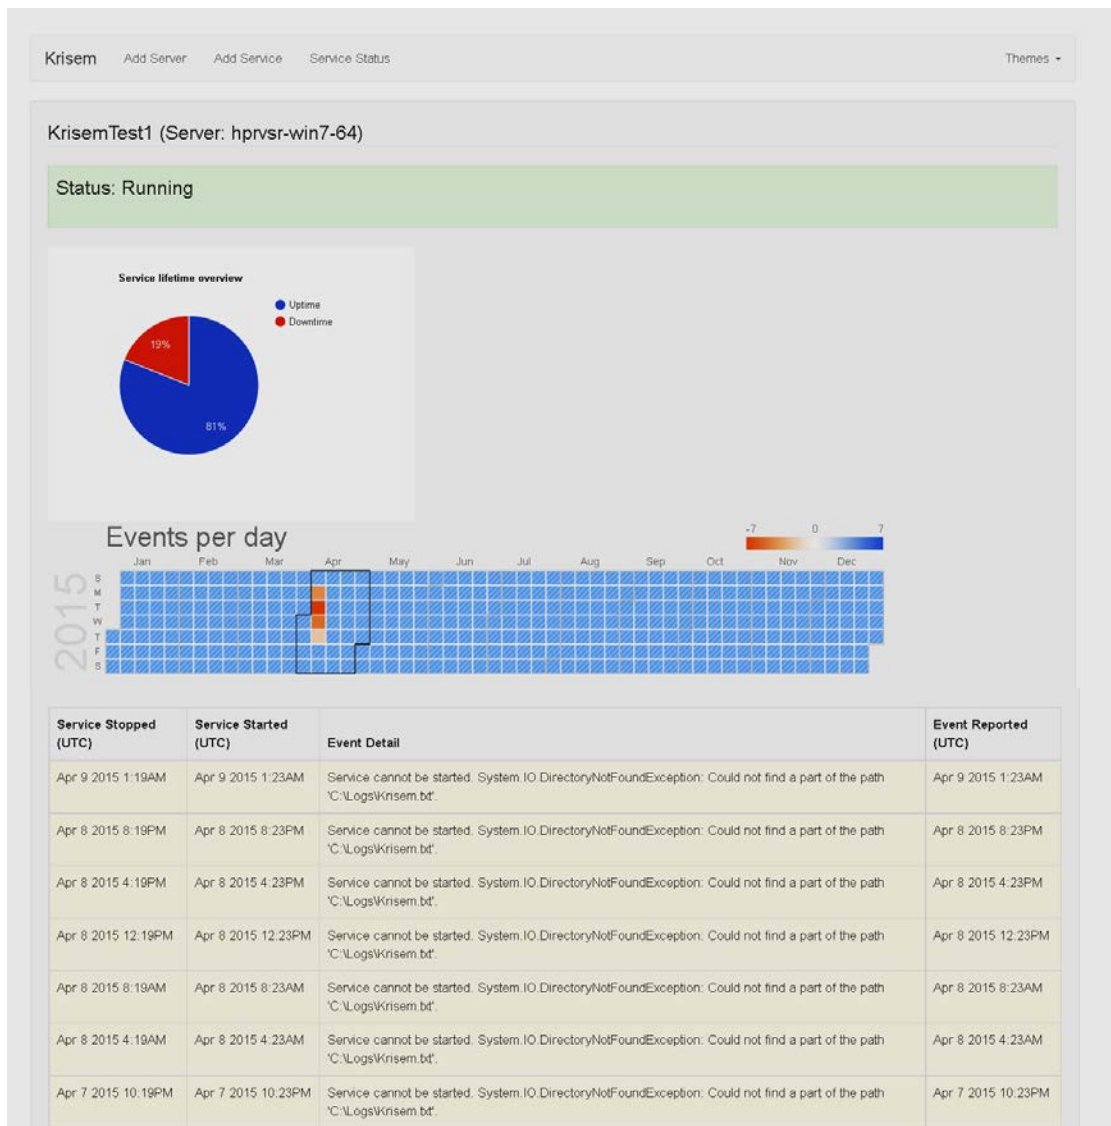 Krisem Add Server Add Service Service Status Themes
KrisemTest1 (Server: hprvsr-win7-64)
Status: Running
Service lifetime overview
Uptime
Downtime
19%
81%
Events per day
-7 0 7
Jan Feb Mar Apr May Jun Jul Aug Sep Oct Nov Dec
2015
S
M
T
W
T
F
S
Service Stopped (UTC) Service Started (UTC) Event Detail Event Reported (UTC)
Apr 9 2015 1:19AM Apr 9 2015 1:23AM Service cannot be started. System.IO.DirectoryNotFoundException: Could not find a part of the path Apr 9 2015 1:23AM
'C:\Logs\Krisem.txt'.
Apr 8 2015 8:19PM Apr 8 2015 8:23PM Service cannot be started. System.IO.DirectoryNotFoundException: Could not find a part of the path Apr 8 2015 8:23PM
'C:\Logs\Krisem.txt'.
Apr 8 2015 4:19PM Apr 8 2015 4:23PM Service cannot be started. System.IO.DirectoryNotFoundException: Could not find a part of the path Apr 8 2015 4:23PM
'C:\Logs\Krisem.txt'.
Apr 8 2015 12:19PM Apr 8 2015 12:23PM Service cannot be started. System.IO.DirectoryNotFoundException: Could not find a part of the path Apr 8 2015 12:23PM
'C:\Logs\Krisem.txt'.
Apr 8 2015 8:19AM Apr 8 2015 8:23AM Service cannot be started. System.IO.DirectoryNotFoundException: Could not find a part of the path Apr 8 2015 8:23AM
'C:\Logs\Krisem.txt'.
Apr 8 2015 4:19AM Apr 8 2015 4:23AM Service cannot be started. System.IO.DirectoryNotFoundException: Could not find a part of the path Apr 8 2015 4:23AM
'C:\Logs\Krisem.txt'.
Apr 7 2015 10:19PM Apr 7 2015 10:23PM Service cannot be started. System.IO.DirectoryNotFoundException: Could not find a part of the path Apr 7 2015 10:23PM
'C:\Logs\Krisem.txt'.